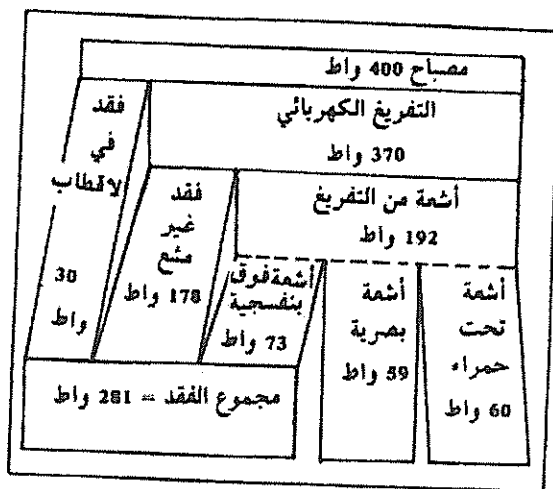 مصباح 400 واط
التفريغ الكهربائي
370 واط
فقد
في
لاقطاب
30
واط
أشعة من التفريغ
192 واط
فقد
غير
مشع
178 واط
أشعة تحت
حمراء
60 واط
أشعة
بصرية
59 واط
أشعة فوق
بنفسجية
73 واط
مجموع الفقد = 281 واط